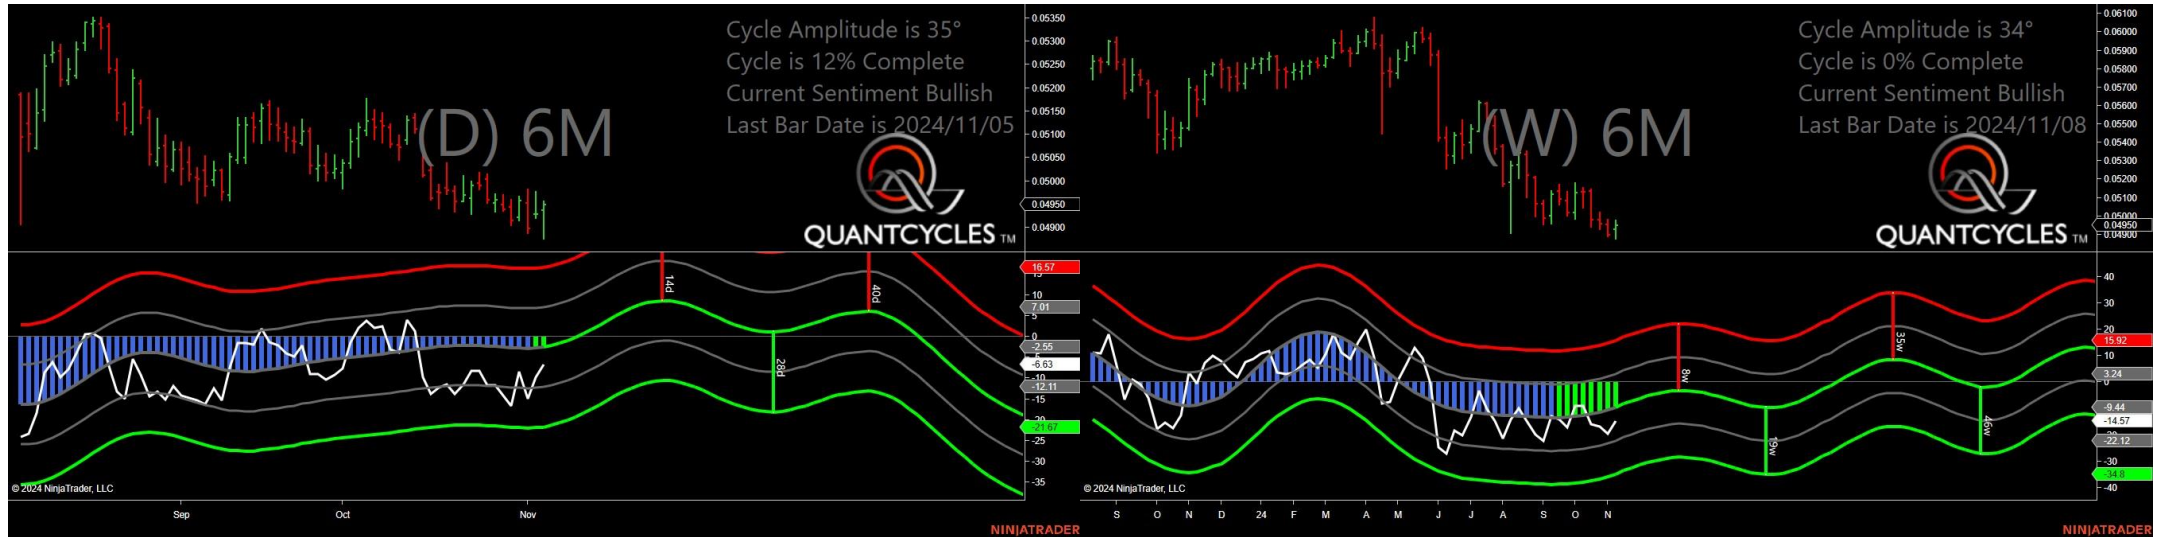 Cycle Amplitude is 35°
Cycle is 12% Complete
Current Sentiment Bullish
Last Bar Date is 2024/11/05
(D) 6M
QUANTCYCLES TM
0.05350
0.05300
0.05250
0.05200
0.05150
0.05100
0.05050
0.05000
0.04950
0.04900
16.57
10
7.01
5
0
-2.55
-6.63
-10
-12.11
-15
-20
-21.67
-25
-30
-35
14d
28d
40d
© 2024 NinjaTrader, LLC
Sep Oct Nov
NINJATRADER
Cycle Amplitude is 34°
Cycle is 0% Complete
Current Sentiment Bullish
Last Bar Date is 2024/11/08
(W) 6M
QUANTCYCLES TM
0.06100
0.06000
0.05900
0.05800
0.05700
0.05600
0.05500
0.05400
0.05300
0.05200
0.05100
0.05000
0.04950
0.04900
40
30
20
15.92
10
3.24
0
-9.44
-14.57
-22.12
-30
-34.8
-40
8w
19w
35w
46w
© 2024 NinjaTrader, LLC
S O N D 24 F M A M J J A S O N
NINJATRADER